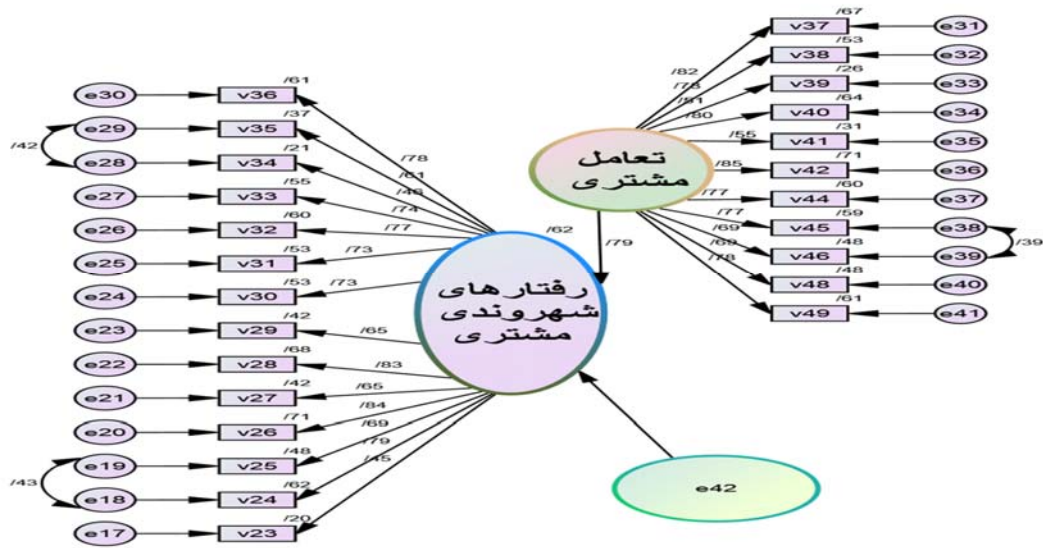 /67
v37
e31
/53
v38
e32
/26
v39
e33
/64
v40
e34
/31
v41
e35
/71
v42
e36
/60
v44
e37
/59
v45
e38
/48
v46
e39
/48
v48
e40
/61
v49
e41
/39
/82
/73
/51
/80
/55
/85
/77
/77
/69
/69
/78
تعامل
مشتری
/62
/79
e30
v36
/61
e29
v35
/37
e28
v34
/21
/42
e27
v33
/55
e26
v32
/60
e25
v31
/53
e24
v30
/53
e23
v29
/42
e22
v28
/68
e21
v27
/42
e20
v26
/71
e19
v25
/48
e18
v24
/62
/43
e17
v23
/20
/78
/61
/46
/74
/77
/73
/73
/65
/83
/65
/84
/69
/79
/45
رفتارهای
شهروندی
مشتری
e42